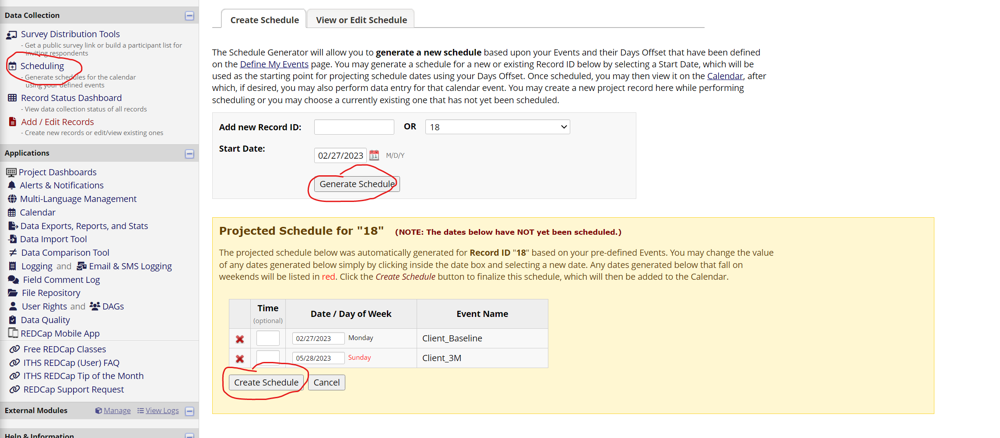 Data Collection
Survey Distribution Tools
- Get a public survey link or build a participant list for
inviting respondents
Scheduling
- Generate schedules for the calendar
using your defined events
Record Status Dashboard
- View data collection status of all records
Add / Edit Records
- Create new records or edit/view existing ones
Applications
Project Dashboards
Alerts & Notifications
Multi-Language Management
Calendar
Data Exports, Reports, and Stats
Data Import Tool
Data Comparison Tool
Logging and Email & SMS Logging
Field Comment Log
File Repository
User Rights and DAGs
Data Quality
REDCap Mobile App
Free REDCap Classes
ITHS REDCap (User) FAQ
ITHS REDCap Tip of the Month
REDCap Support Request
External Modules Manage View Logs
Help & Information
Create Schedule View or Edit Schedule
The Schedule Generator will allow you to generate a new schedule based upon your Events and their Days Offset that have been defined
on the Define My Events page. You may generate a schedule for a new or existing Record ID below by selecting a Start Date, which will be
used as the starting point for projecting schedule dates using your Days Offset. Once scheduled, you may then view it on the Calendar, after
which, if desired, you may also perform data entry for that calendar event. You may create a new project record here while performing
scheduling or you may choose a currently existing one that has not yet been scheduled.
Add new Record ID: OR 18
Start Date: 02/27/2023 31 M/D/Y
Generate Schedule
Projected Schedule for "18" (NOTE: The dates below have NOT yet been scheduled.)
The projected schedule below was automatically generated for Record ID "18" based on your pre-defined Events. You may change the value
of any dates generated below simply by clicking inside the date box and selecting a new date. Any dates generated below that fall on
weekends will be listed in red. Click the Create Schedule button to finalize this schedule, which will then be added to the Calendar.
Time (optional) Date / Day of Week Event Name
02/27/2023 Monday Client_Baseline
05/28/2023 Sunday Client_3M
Create Schedule Cancel